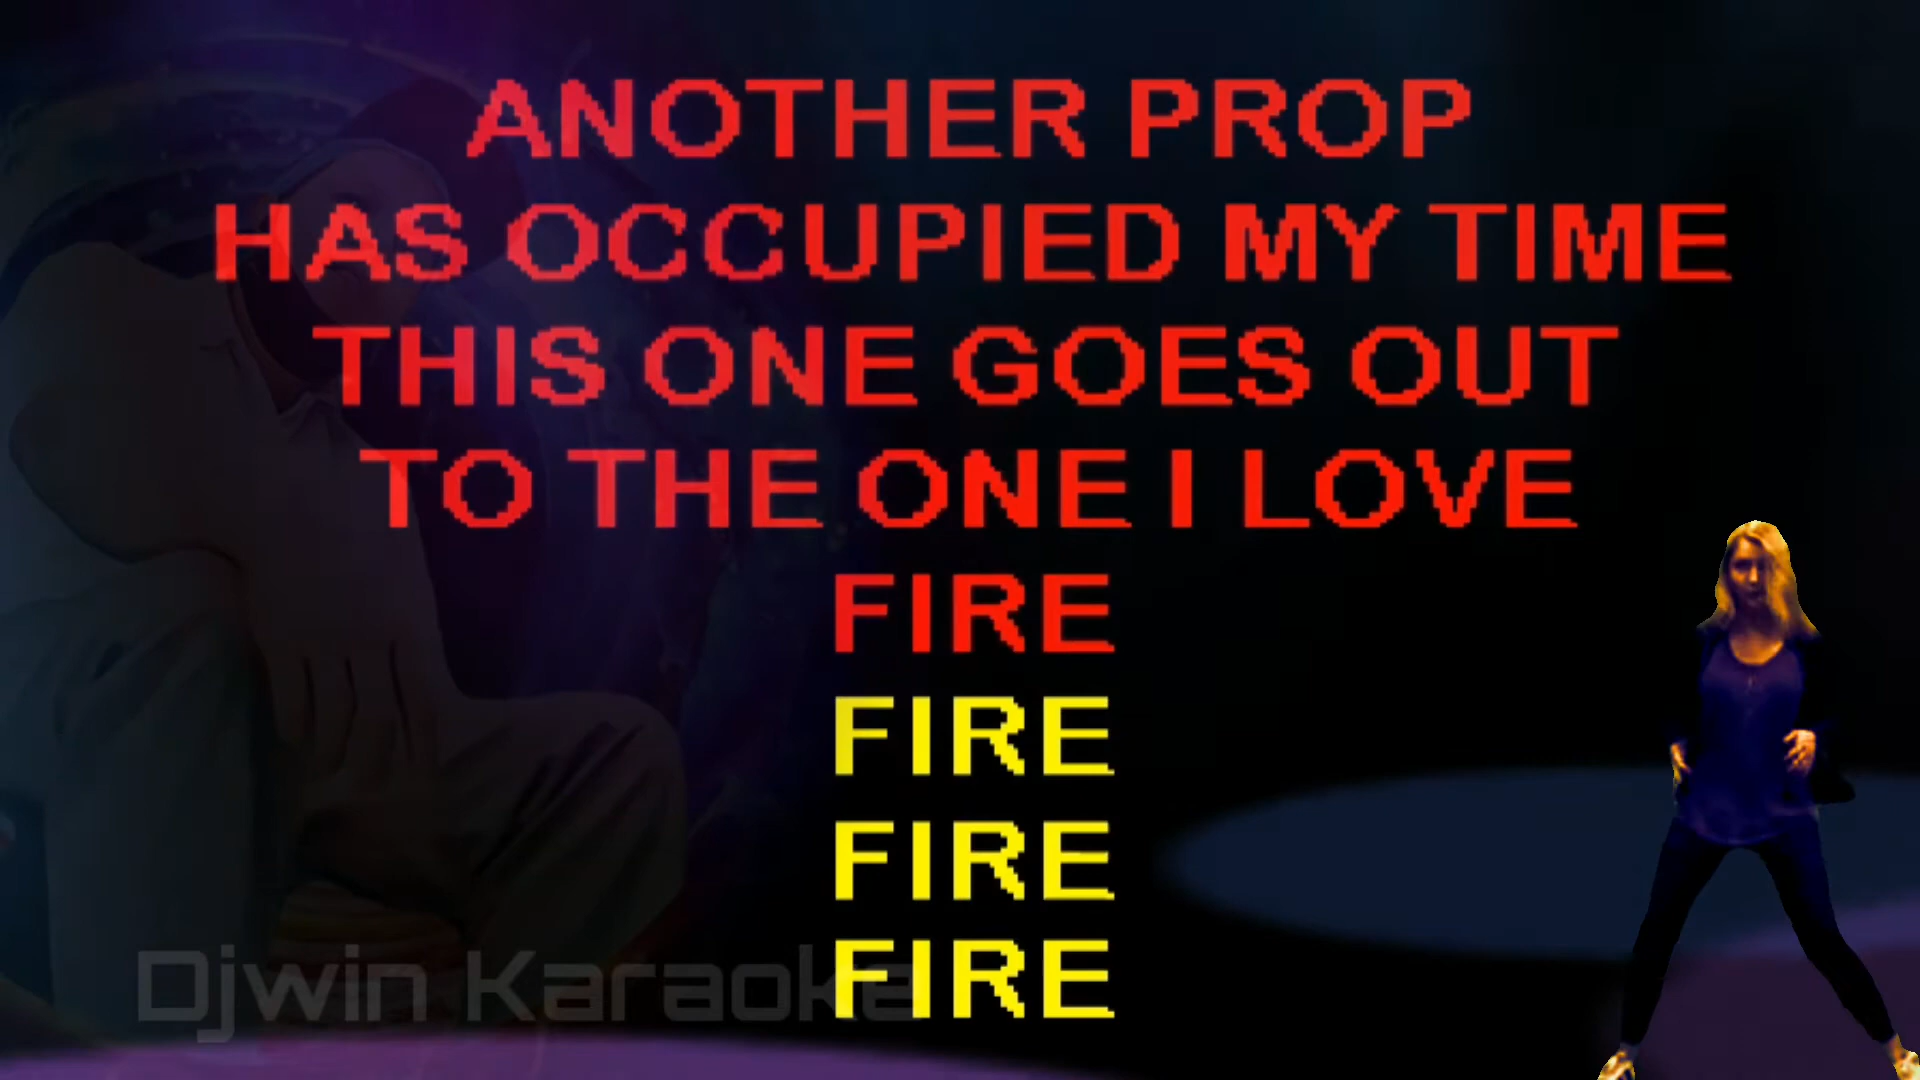 ANOTHER PROP
HAS OCCUPIED MY TIME
THIS ONE GOES OUT
TO THE ONE I LOVE
FIRE
FIRE
FIRE
FIRE
Djwin Karaoke